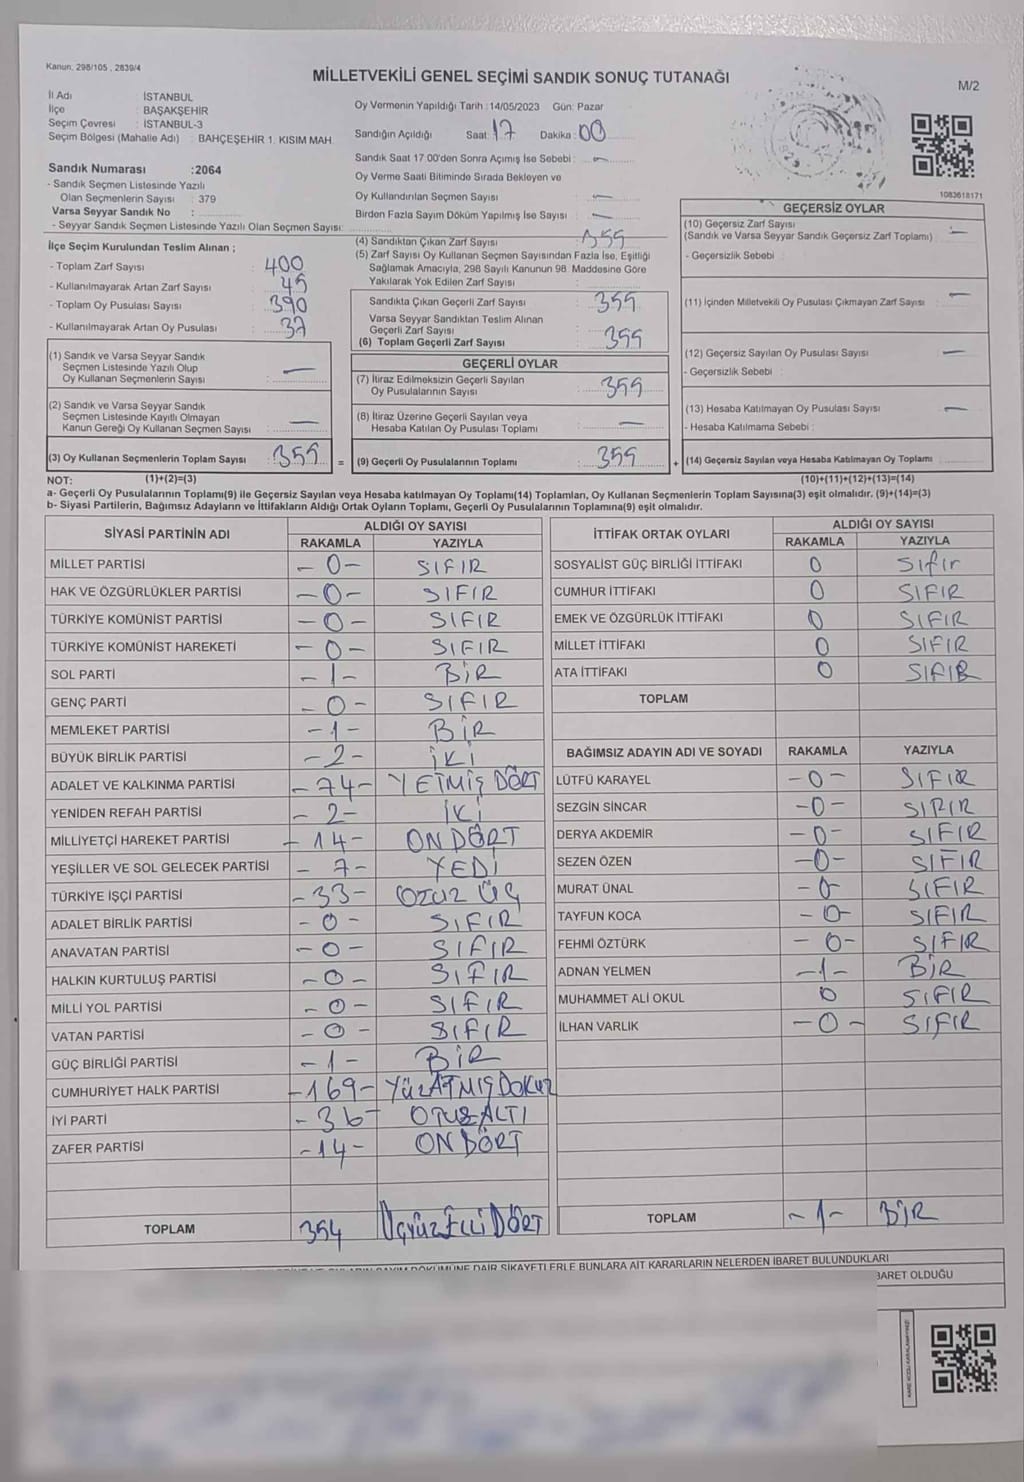 Kanun. 298/105 , 2839/4
MİLLETVEKİLİ GENEL SEÇİMİ SANDIK SONUÇ TUTANAĞI
M/2
İl Adı : İSTANBUL
İlçe : BAŞAKŞEHİR
Seçim Çevresi : İSTANBUL-3
Seçim Bölgesi (Mahalle Adı) : BAHÇEŞEHİR 1. KISIM MAH.
Sandık Numarası :2064
- Sandık Seçmen Listesinde Yazılı
Olan Seçmenlerin Sayısı : 379
Varsa Seyyar Sandık No :
- Seyyar Sandık Seçmen Listesinde Yazılı Olan Seçmen Sayısı:
Oy Vermenin Yapıldığı Tarih :14/05/2023 Gün: Pazar
Sandığın Açıldığı Saat: 17 Dakika: 00
Sandık Saat 17.00'den Sonra Açımış İse Sebebi : —
Oy Verme Saati Bitiminde Sırada Bekleyen ve
Oy Kullandırılan Seçmen Sayısı : —
Birden Fazla Sayım Döküm Yapılmış İse Sayısı : —
1083618171
İlçe Seçim Kurulundan Teslim Alınan ;
- Toplam Zarf Sayısı : 400
- Kullanılmayarak Artan Zarf Sayısı : 45
- Toplam Oy Pusulası Sayısı : 390
- Kullanılmayarak Artan Oy Pusulası :
(1) Sandık ve Varsa Seyyar Sandık
Seçmen Listesinde Yazılı Olup
Oy Kullanan Seçmenlerin Sayısı : —
(2) Sandık ve Varsa Seyyar Sandık
Seçmen Listesinde Kayıtlı Olmayan
Kanun Gereği Oy Kullanan Seçmen Sayısı : —
(3) Oy Kullanan Seçmenlerin Toplam Sayısı : 355 =
(4) Sandıktan Çıkan Zarf Sayısı : 355
(5) Zarf Sayısı Oy Kullanan Seçmen Sayısından Fazla İse, Eşitliği
Sağlamak Amacıyla, 298 Sayılı Kanunun 98. Maddesine Göre
Yakılarak Yok Edilen Zarf Sayısı :
Sandıkta Çıkan Geçerli Zarf Sayısı : 355
Varsa Seyyar Sandıktan Teslim Alınan
Geçerli Zarf Sayısı :
(6) Toplam Geçerli Zarf Sayısı : 355
GEÇERLİ OYLAR
(7) İtiraz Edilmeksizin Geçerli Sayılan
Oy Pusulalarının Sayısı : 355
(8) İtiraz Üzerine Geçerli Sayılan veya
Hesaba Katılan Oy Pusulası Toplamı : —
(9) Geçerli Oy Pusulalarının Toplamı : 355 +
GEÇERSİZ OYLAR
(10) Geçersiz Zarf Sayısı
(Sandık ve Varsa Seyyar Sandık Geçersiz Zarf Toplamı) : —
- Geçersizlik Sebebi :
(11) İçinden Milletvekili Oy Pusulası Çıkmayan Zarf Sayısı : —
(12) Geçersiz Sayılan Oy Pusulası Sayısı : —
- Geçersizlik Sebebi :
(13) Hesaba Katılmayan Oy Pusulası Sayısı : —
- Hesaba Katılmama Sebebi :
(14) Geçersiz Sayılan veya Hesaba Katılmayan Oy Toplamı :
NOT: (1)+(2)=(3) (10)+(11)+(12)+(13)=(14)
a- Geçerli Oy Pusulalarının Toplamı(9) ile Geçersiz Sayılan veya Hesaba katılmayan Oy Toplamı(14) Toplamları, Oy Kullanan Seçmenlerin Toplam Sayısına(3) eşit olmalıdır. (9)+(14)=(3)
b- Siyasi Partilerin, Bağımsız Adayların ve İttifakların Aldığı Ortak Oyların Toplamı, Geçerli Oy Pusulalarının Toplamına(9) eşit olmalıdır.
SİYASİ PARTİNİN ADI ALDIĞI OY SAYISI
RAKAMLA YAZIYLA
MİLLET PARTİSİ -0- SIFIR
HAK VE ÖZGÜRLÜKLER PARTİSİ -0- SIFIR
TÜRKİYE KOMÜNİST PARTİSİ -0- SIFIR
TÜRKİYE KOMÜNİST HAREKETİ -0- SIFIR
SOL PARTİ -1- BİR
GENÇ PARTİ -0- SIFIR
MEMLEKET PARTİSİ -1- BİR
BÜYÜK BİRLİK PARTİSİ -2- İKİ
ADALET VE KALKINMA PARTİSİ -74- YETMİŞ DÖRT
YENİDEN REFAH PARTİSİ -2- İKİ
MİLLİYETÇİ HAREKET PARTİSİ -14- ON DÖRT
YEŞİLLER VE SOL GELECEK PARTİSİ -7- YEDİ
TÜRKİYE İŞÇİ PARTİSİ -33- OTUZ ÜÇ
ADALET BİRLİK PARTİSİ -0- SIFIR
ANAVATAN PARTİSİ -0- SIFIR
HALKIN KURTULUŞ PARTİSİ -0- SIFIR
MİLLİ YOL PARTİSİ -0- SIFIR
VATAN PARTİSİ -0- SIFIR
GÜÇ BİRLİĞİ PARTİSİ -1- BİR
CUMHURİYET HALK PARTİSİ -169- YüzATMIŞDOKUZ
İYİ PARTİ -36- OTUZALTI
ZAFER PARTİSİ -14- ON DÖRT
TOPLAM 354 ÜçyüzElliDÖRT
İTTİFAK ORTAK OYLARI ALDIĞI OY SAYISI
RAKAMLA YAZIYLA
SOSYALİST GÜÇ BİRLİĞİ İTTİFAKI 0 Sıfır
CUMHUR İTTİFAKI 0 SIFIR
EMEK VE ÖZGÜRLÜK İTTİFAKI 0 SIFIR
MİLLET İTTİFAKI 0 SIFIR
ATA İTTİFAKI 0 SIFIR
TOPLAM
BAĞIMSIZ ADAYIN ADI VE SOYADI RAKAMLA YAZIYLA
LÜTFÜ KARAYEL -0- SIFIR
SEZGİN SİNCAR -0- SIFIR
DERYA AKDEMİR -0- SIFIR
SEZEN ÖZEN -0- SIFIR
MURAT ÜNAL -0- SIFIR
TAYFUN KOCA -0- SIFIR
FEHMİ ÖZTÜRK -0- SIFIR
ADNAN YELMEN -1- BİR
MUHAMMET ALİ OKUL 0 SIFIR
İLHAN VARLIK -0- SIFIR
TOPLAM -1- BİR
DÖKÜMÜNE DAİR ŞİKAYETLERLE BUNLARA AİT KARARLARIN NELERDEN İBARET BULUNDUKLARI
İBARET OLDUĞU